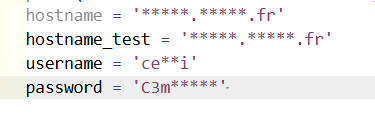 hostname = '*****.*****.fr'
hostname_test = '*****.*****.fr'
username = 'ce**i'
password = 'C3m*****'